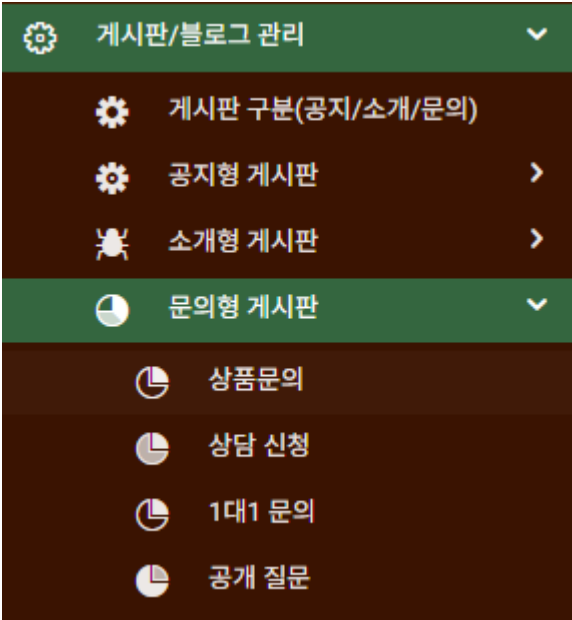 게시판/블로그 관리
게시판 구분(공지/소개/문의)
공지형 게시판
소개형 게시판
문의형 게시판
상품문의
상담 신청
1대1 문의
공개 질문